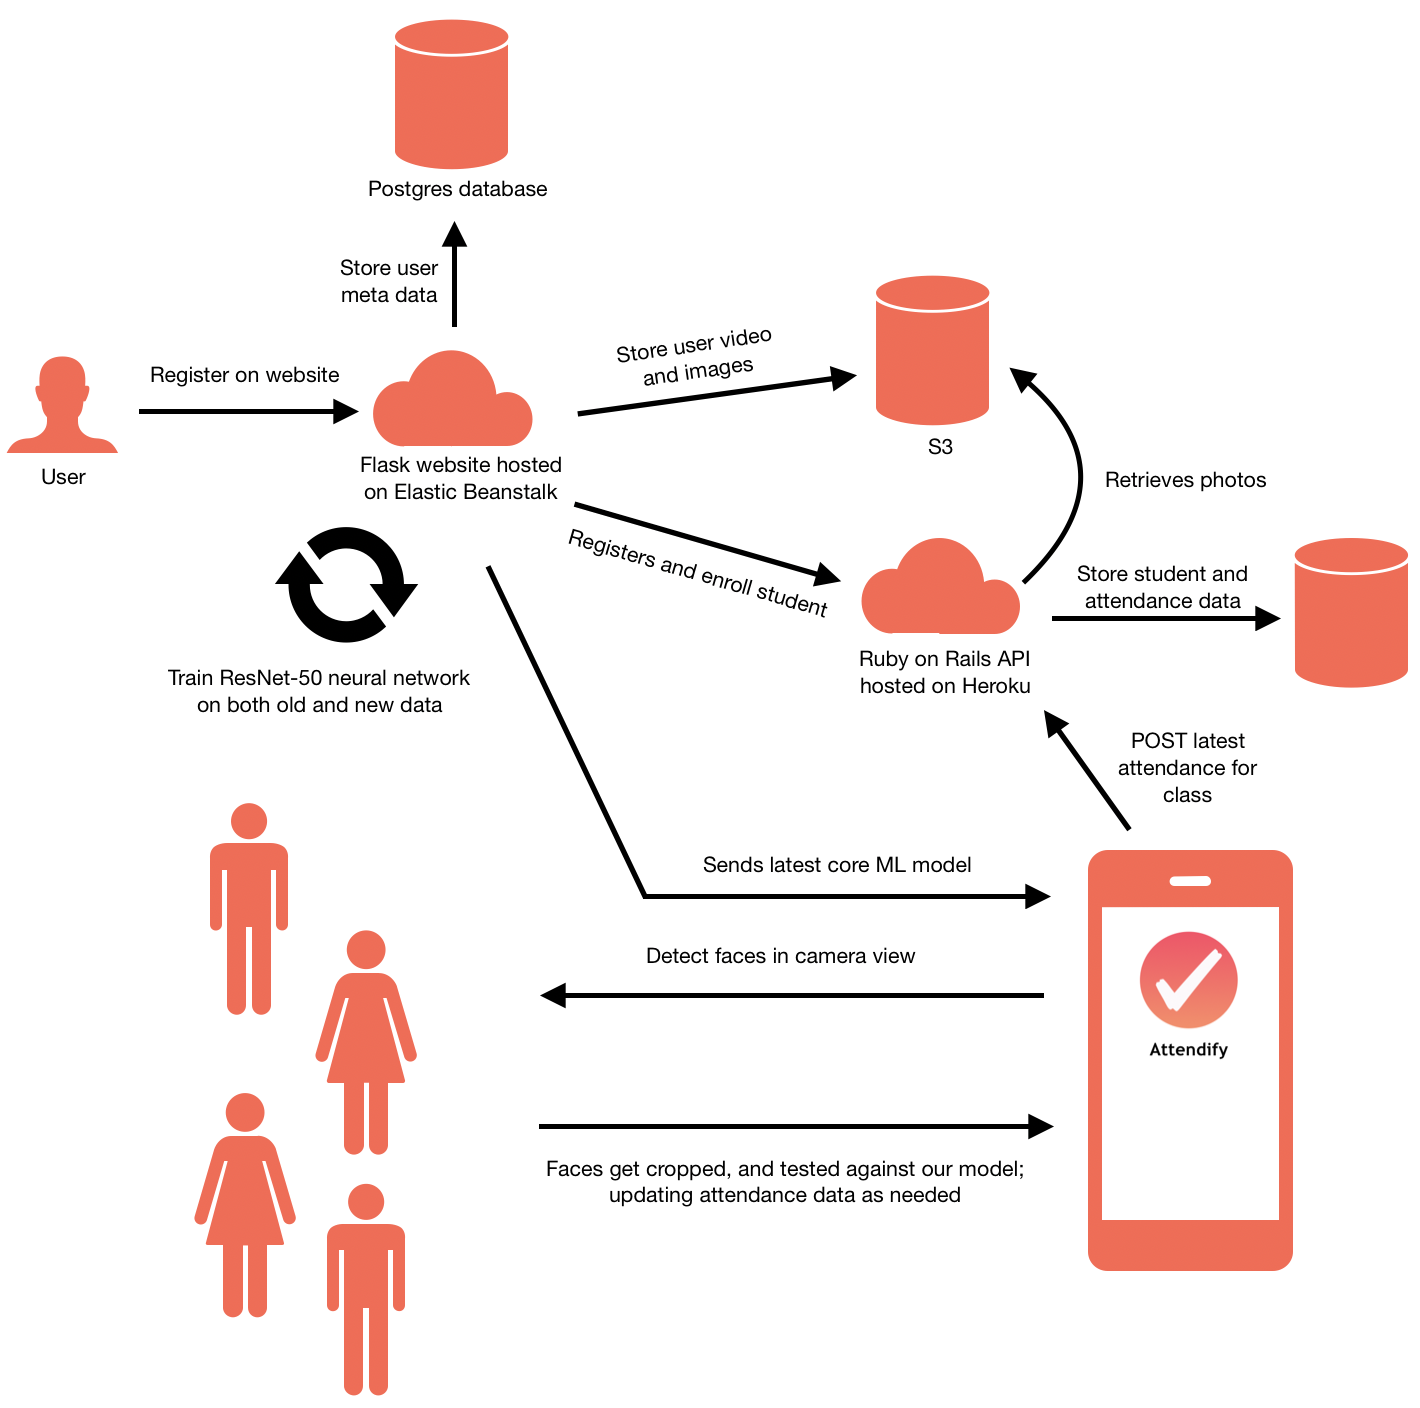 Postgres database
Store user
meta data
Store user video
and images
Register on website
User
Flask website hosted
on Elastic Beanstalk
S3
Retrieves photos
Registers and enroll student
Store student and
attendance data
Ruby on Rails API
hosted on Heroku
Train ResNet-50 neural network
on both old and new data
POST latest
attendance for
class
Sends latest core ML model
Detect faces in camera view
Attendify
Faces get cropped, and tested against our model;
updating attendance data as needed